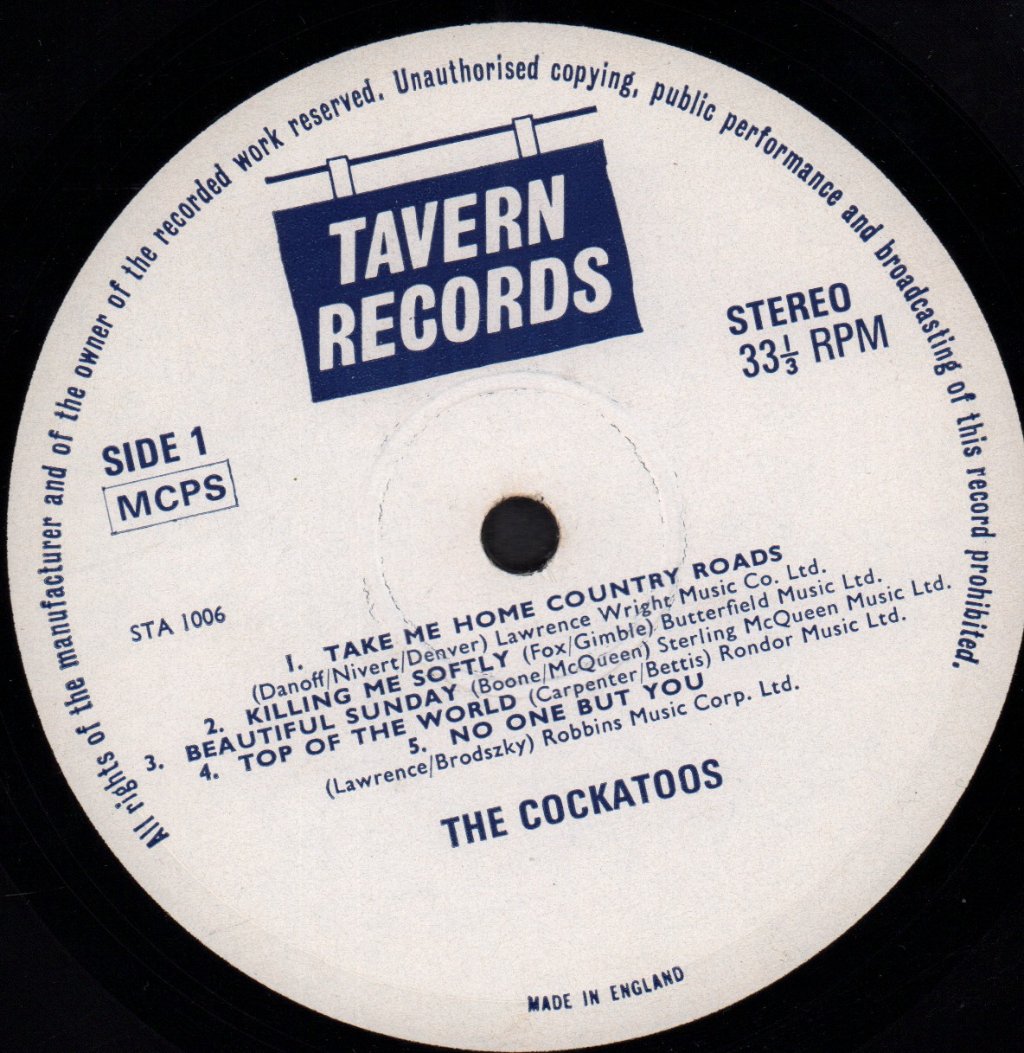 All rights of the manufacturer and of the owner of the recorded work reserved. Unauthorised copying, public performance and broadcasting of this record prohibited.
TAVERN
RECORDS
STEREO
33⅓ RPM
SIDE 1
MCPS
STA 1006
1. TAKE ME HOME COUNTRY ROADS
(Danoff/Nivert/Denver) Lawrence Wright Music Co. Ltd.
2. KILLING ME SOFTLY (Fox/Gimble) Butterfield Music Ltd.
3. BEAUTIFUL SUNDAY (Boone/McQueen) Sterling McQueen Music Ltd.
4. TOP OF THE WORLD (Carpenter/Bettis) Rondor Music Ltd.
5. NO ONE BUT YOU
(Lawrence/Brodszky) Robbins Music Corp. Ltd.
THE COCKATOOS
MADE IN ENGLAND